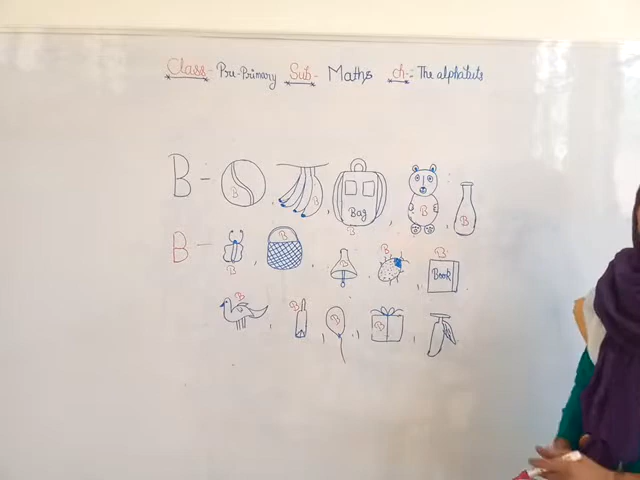 Class- Pre-Primary Sub- Maths ch-: The alphabets
B - B , B , Bag B , B , B
B - B , B , B , B , Book B
B , B , B , B ,